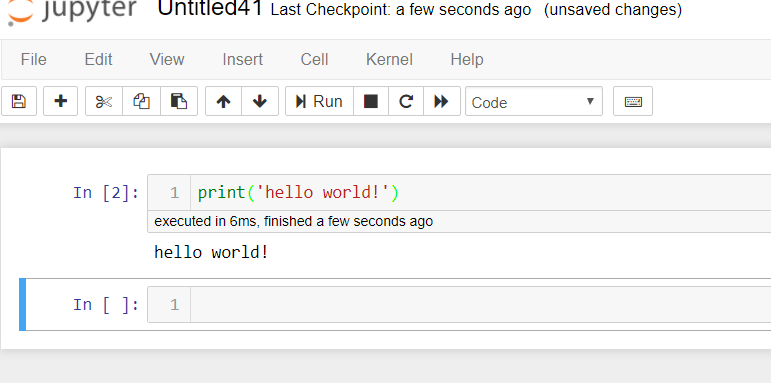 jupyter Untitled41 Last Checkpoint: a few seconds ago (unsaved changes)
File Edit View Insert Cell Kernel Help
Run Code
In [2]: 1 print('hello world!')
executed in 6ms, finished a few seconds ago
hello world!
In [ ]: 1